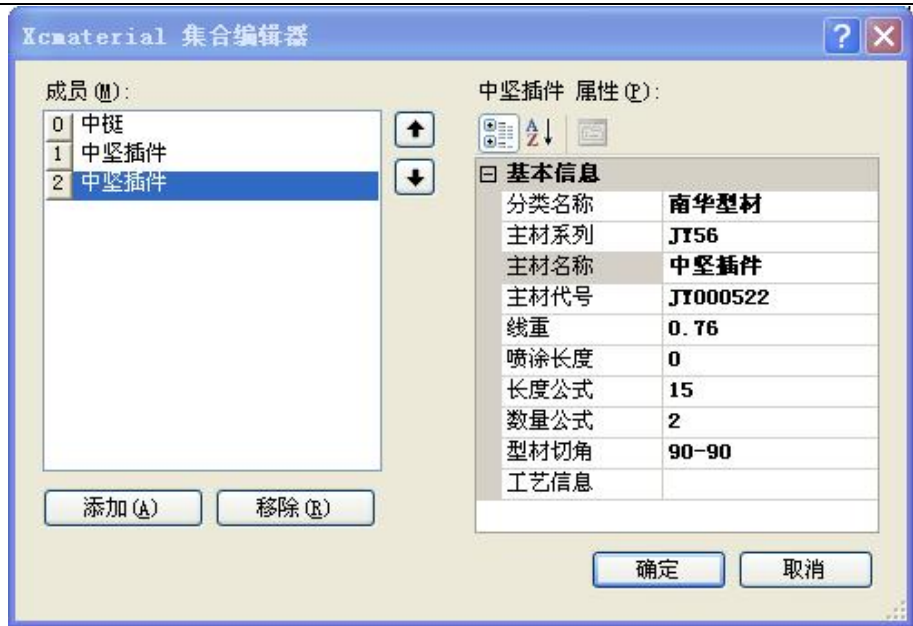 Xcmaterial 集合编辑器
成员(M):
0 中梃
1 中坚插件
2 中坚插件
添加(A)
移除(R)
中坚插件 属性(P):
基本信息
分类名称 南华型材
主材系列 JY56
主材名称 中坚插件
主材代号 JY000522
线重 0.76
喷涂长度 0
长度公式 15
数量公式 2
型材切角 90-90
工艺信息
确定
取消